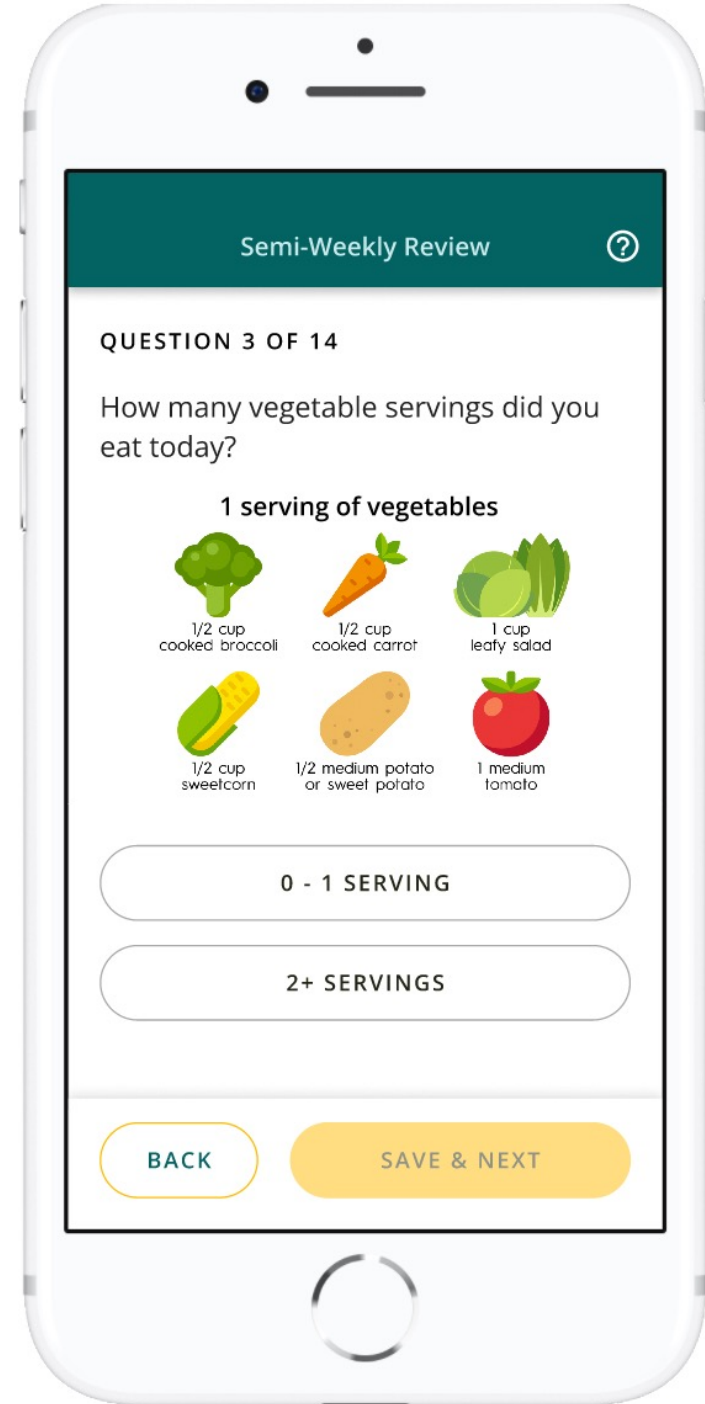 Semi-Weekly Review
QUESTION 3 OF 14
How many vegetable servings did you
eat today?
1 serving of vegetables
1/2 cup
cooked broccoli
1/2 cup
cooked carrot
1 cup
leafy salad
1/2 cup
sweetcorn
1/2 medium potato
or sweet potato
1 medium
tomato
0 - 1 SERVING
2+ SERVINGS
BACK
SAVE & NEXT